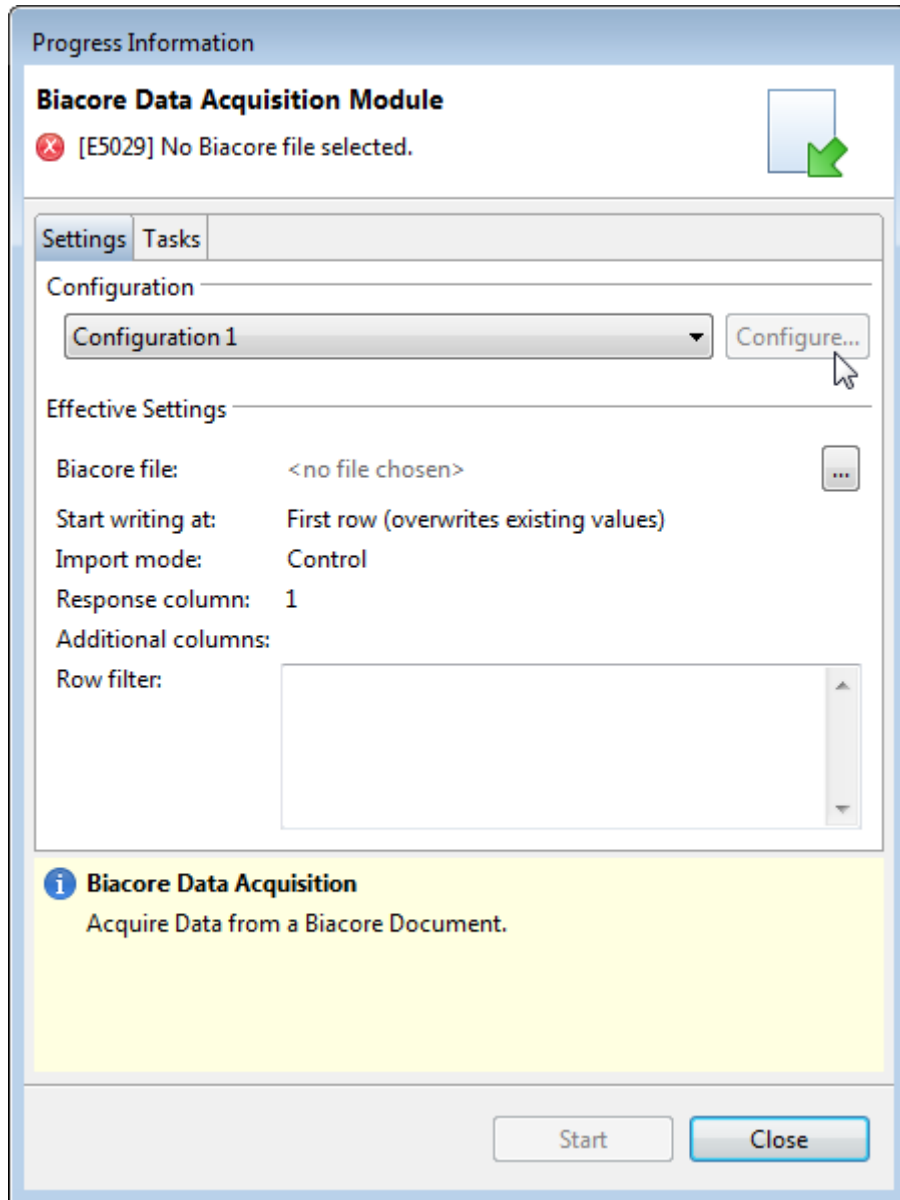 Progress Information
Biacore Data Acquisition Module
[E5029] No Biacore file selected.
Settings Tasks
Configuration
Configuration 1 Configure...
Effective Settings
Biacore file: <no file chosen> ...
Start writing at: First row (overwrites existing values)
Import mode: Control
Response column: 1
Additional columns:
Row filter:
Biacore Data Acquisition
Acquire Data from a Biacore Document.
Start Close